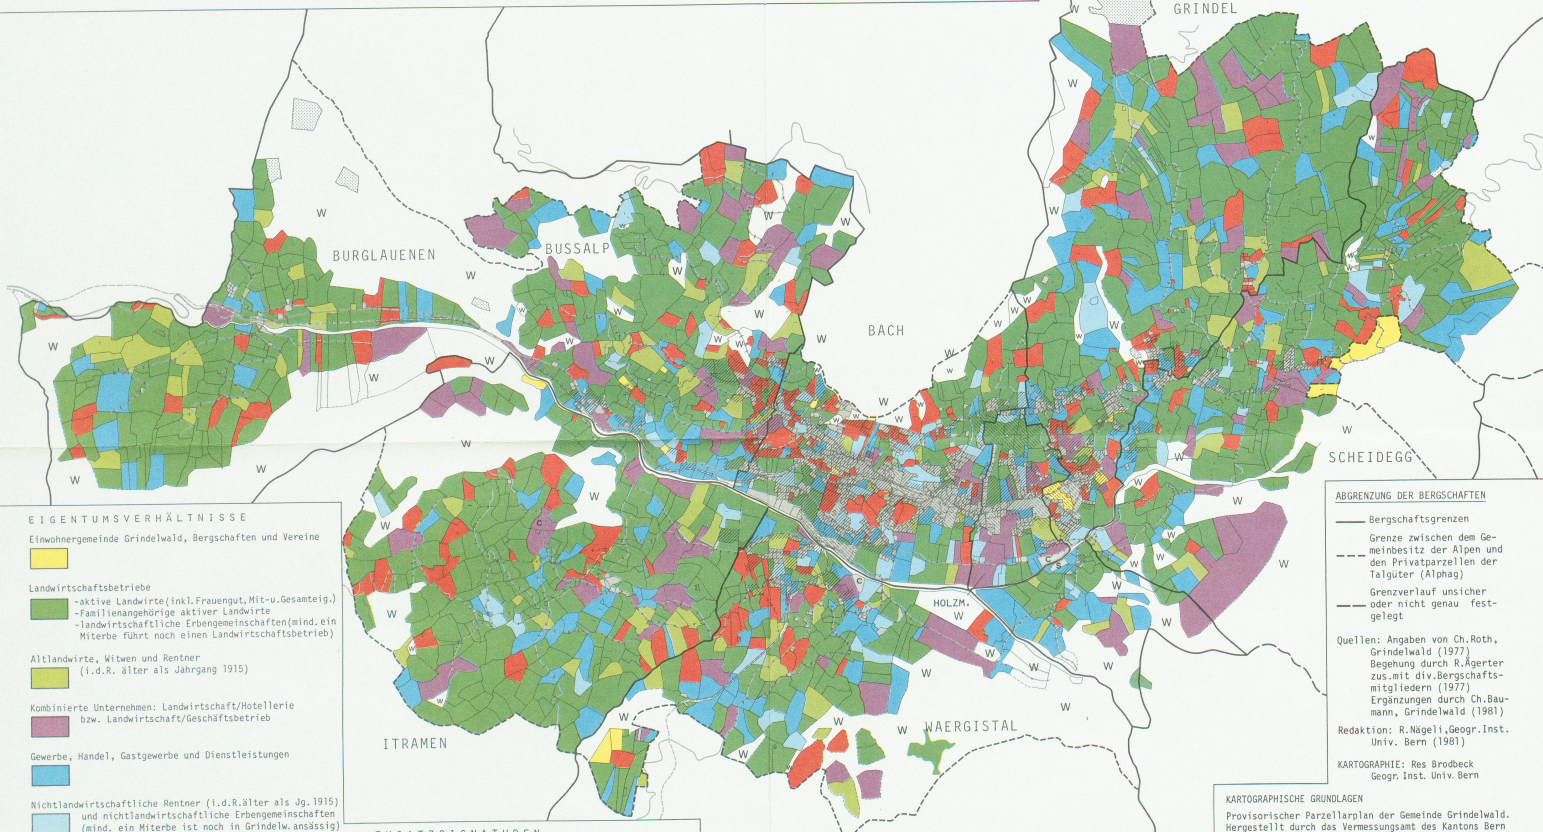 GRINDEL
BURGLAUENEN
BUSSALP
BACH
SCHEIDEGG
HOLZM.
WAERGISTAL
ITRAMEN
W
C
S
EIGENTUMSVERHÄLTNISSE
Einwohnergemeinde Grindelwald, Bergschaften und Vereine
Landwirtschaftsbetriebe
-aktive Landwirte(inkl.Frauengut,Mit-u.Gesamteig.)
-Familienangehörige aktiver Landwirte
-landwirtschaftliche Erbengemeinschaften(mind.ein
Miterbe führt noch einen Landwirtschaftsbetrieb)
Altlandwirte, Witwen und Rentner
(i.d.R. älter als Jahrgang 1915)
Kombinierte Unternehmen: Landwirtschaft/Hotellerie
bzw. Landwirtschaft/Geschäftsbetrieb
Gewerbe, Handel, Gastgewerbe und Dienstleistungen
Nichtlandwirtschaftliche Rentner (i.d.R.älter als Jg.1915)
und nichtlandwirtschaftliche Erbengemeinschaften
(mind. ein Miterbe ist noch in Grindelw.ansässig)
ABGRENZUNG DER BERGSCHAFTEN
Bergschaftsgrenzen
Grenze zwischen dem Ge-
meinbesitz der Alpen und
den Privatparzellen der
Talgüter (Alphag)
Grenzverlauf unsicher
oder nicht genau fest-
gelegt
Quellen: Angaben von Ch.Roth,
Grindelwald (1977)
Begehung durch R.Ägerter
zus.mit div.Bergschafts-
mitgliedern (1977)
Ergänzungen durch Ch.Bau-
mann, Grindelwald (1981)
Redaktion: R.Nägeli,Geogr.Inst.
Univ. Bern (1981)
KARTOGRAPHIE: Res Brodbeck
Geogr. Inst. Univ. Bern
KARTOGRAPHISCHE GRUNDLAGEN
Provisorischer Parzellarplan der Gemeinde Grindelwald.
Hergestellt durch das Vermessungsamt des Kantons Bern